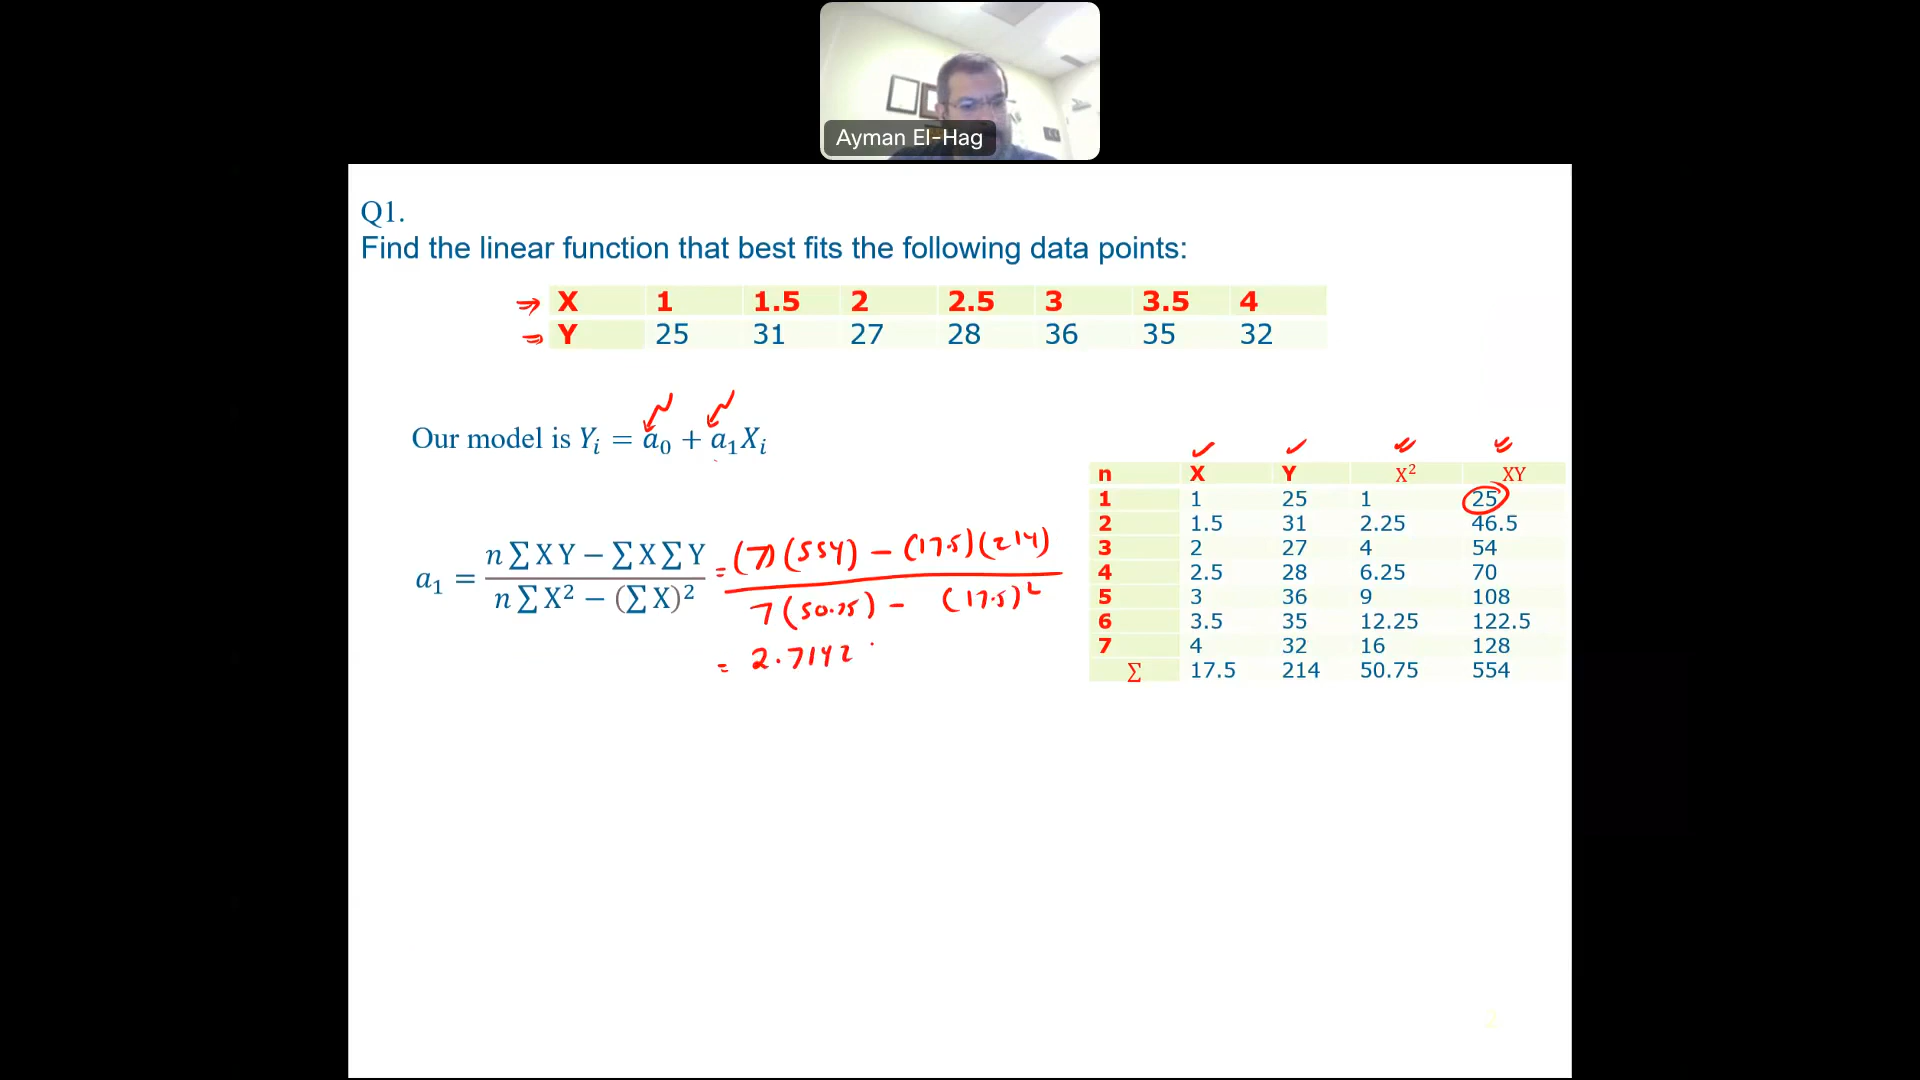 Ayman El-Hag
Q1.
Find the linear function that best fits the following data points:
⇒ X 1 1.5 2 2.5 3 3.5 4
⇒ Y 25 31 27 28 36 35 32
Our model is Yᵢ = a₀ + a₁Xᵢ
a₁ = (n ∑ X Y − ∑ X ∑ Y) / (n ∑ X² − (∑ X)²) = ((7)(554) − (17.5)(214)) / (7(50.75) − (17.5)²)
= 2.7142
n X Y X² XY
1 1 25 1 25
2 1.5 31 2.25 46.5
3 2 27 4 54
4 2.5 28 6.25 70
5 3 36 9 108
6 3.5 35 12.25 122.5
7 4 32 16 128
∑ 17.5 214 50.75 554